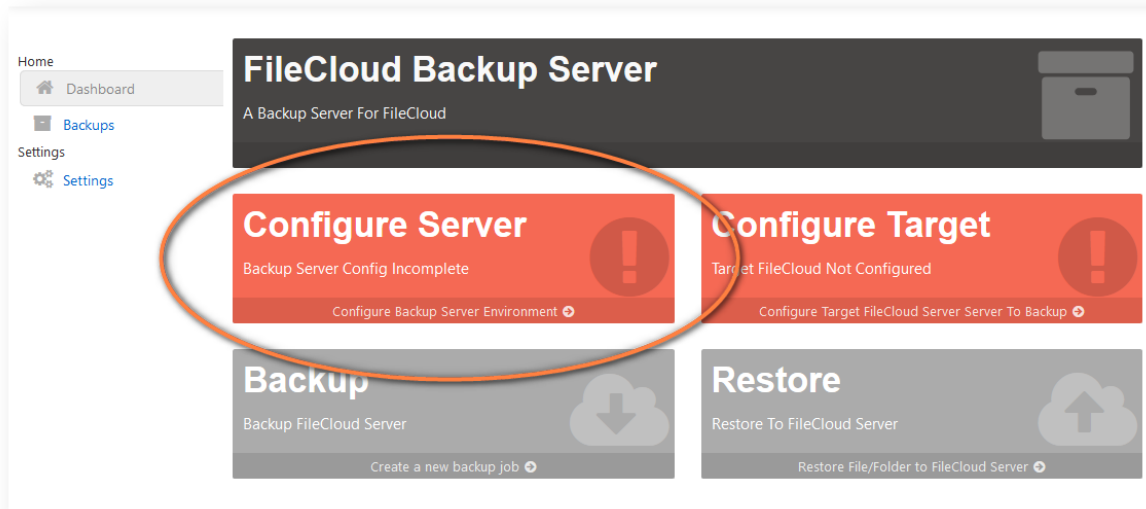 Home
Dashboard
Backups
Settings
Settings
FileCloud Backup Server
A Backup Server For FileCloud
Configure Server
Backup Server Config Incomplete
Configure Backup Server Environment
Configure Target
Target FileCloud Not Configured
Configure Target FileCloud Server Server To Backup
Backup
Backup FileCloud Server
Create a new backup job
Restore
Restore To FileCloud Server
Restore File/Folder to FileCloud Server